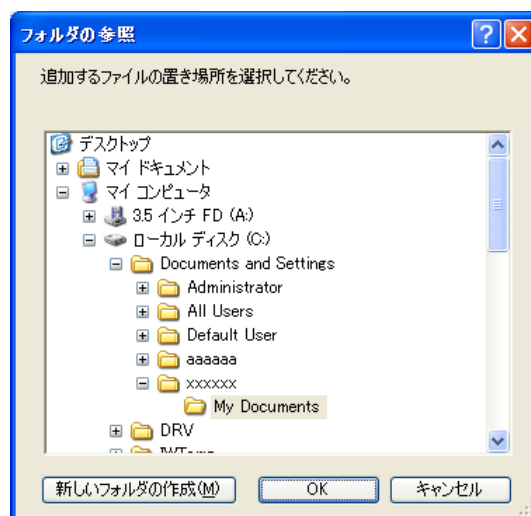 フォルダの参照
追加するファイルの置き場所を選択してください。
デスクトップ
マイ ドキュメント
マイ コンピュータ
3.5 インチ FD (A:)
ローカル ディスク (C:)
Documents and Settings
Administrator
All Users
Default User
aaaaaa
xxxxxx
My Documents
DRV
新しいフォルダの作成(M)
OK
キャンセル